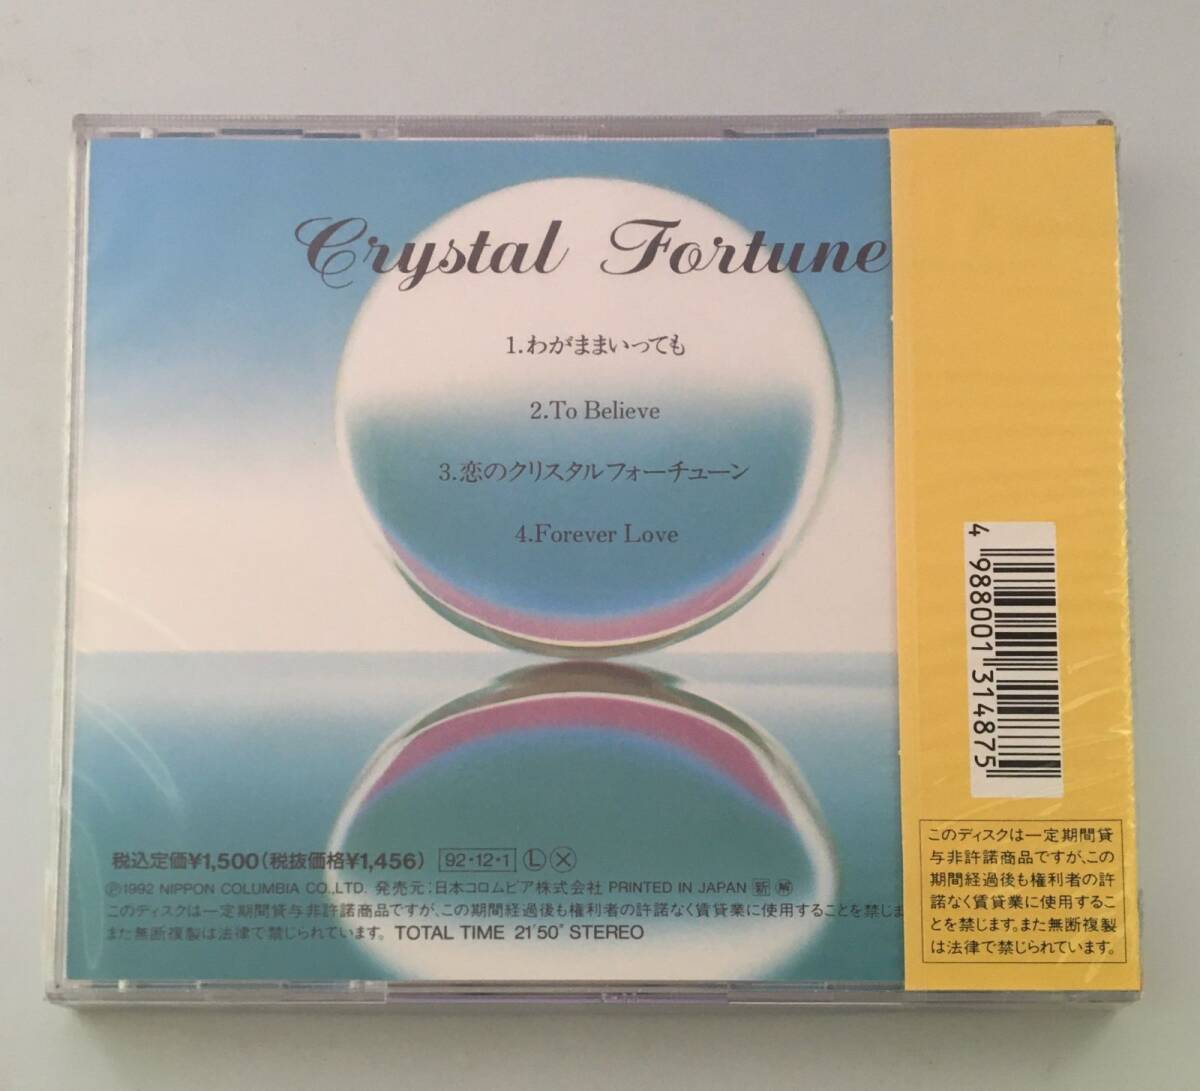 Crystal Fortune
1.わがままいっても
2.To Believe
3.恋のクリスタルフォーチューン
4.Forever Love
税込定価¥1,500(税抜価格¥1,456) 92・12・1 Ⓛ Ⓧ
Ⓟ1992 NIPPON COLUMBIA CO.,LTD. 発売元;日本コロムビア株式会社 PRINTED IN JAPAN 新 解
このディスクは一定期間貸与非許諾商品ですが、この期間経過後も権利者の許諾なく賃貸業に使用することを禁じま
また無断複製は法律で禁じられています。 TOTAL TIME 21'50" STEREO
4 988001 314875
このディスクは一定期間貸
与非許諾商品ですが、この
期間経過後も権利者の許
諾なく賃貸業に使用するこ
とを禁じます。また無断複製
は法律で禁じられています。